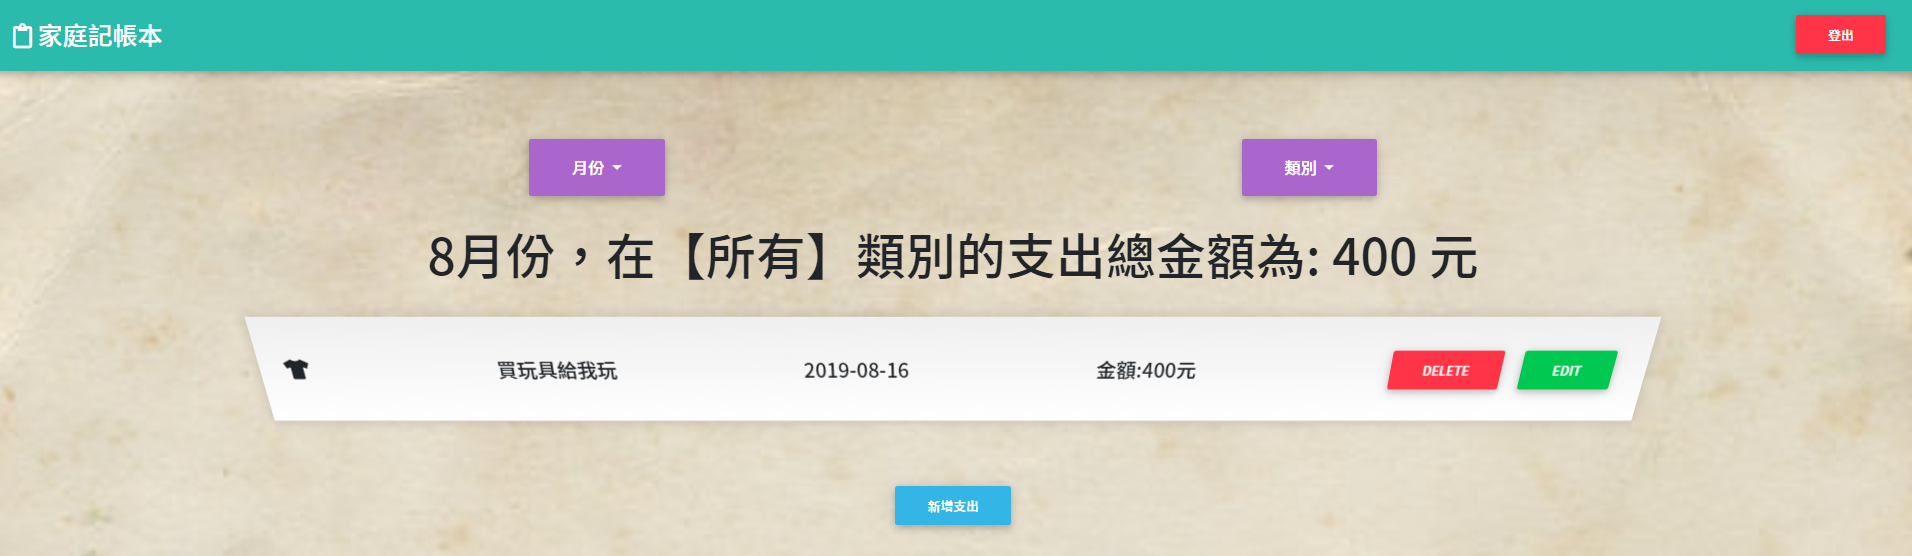 家庭記帳本
登出
月份
類別
8月份，在【所有】類別的支出總金額為: 400 元
買玩具給我玩 2019-08-16 金額:400元 DELETE EDIT
新增支出